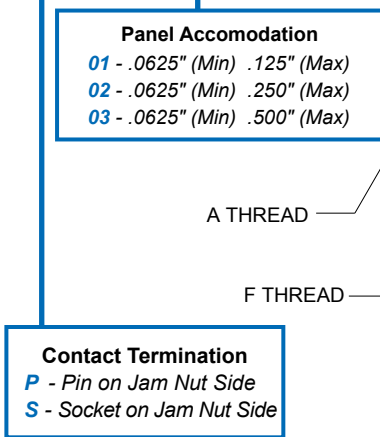 Panel Accomodation
01 - .0625" (Min) .125" (Max)
02 - .0625" (Min) .250" (Max)
03 - .0625" (Min) .500" (Max)
A THREAD
F THREAD
Contact Termination
P - Pin on Jam Nut Side
S - Socket on Jam Nut Side